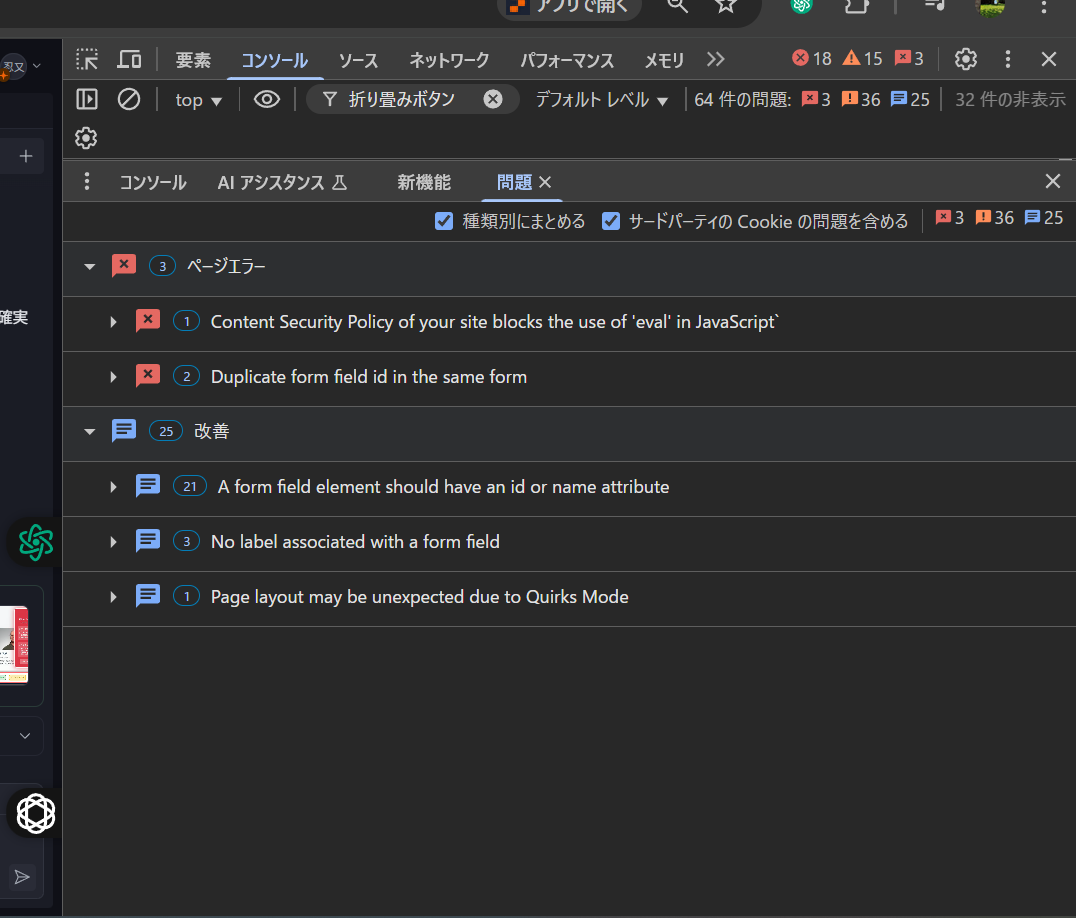 アプリで開く
忍又
要素 コンソール ソース ネットワーク パフォーマンス メモリ 18 15 3
top 折り畳みボタン デフォルト レベル 64 件の問題: 3 36 25 32 件の非表示
コンソール AI アシスタンス 新機能 問題
種類別にまとめる サードパーティの Cookie の問題を含める 3 36 25
3 ページエラー
確実
1 Content Security Policy of your site blocks the use of 'eval' in JavaScript`
2 Duplicate form field id in the same form
25 改善
21 A form field element should have an id or name attribute
3 No label associated with a form field
1 Page layout may be unexpected due to Quirks Mode